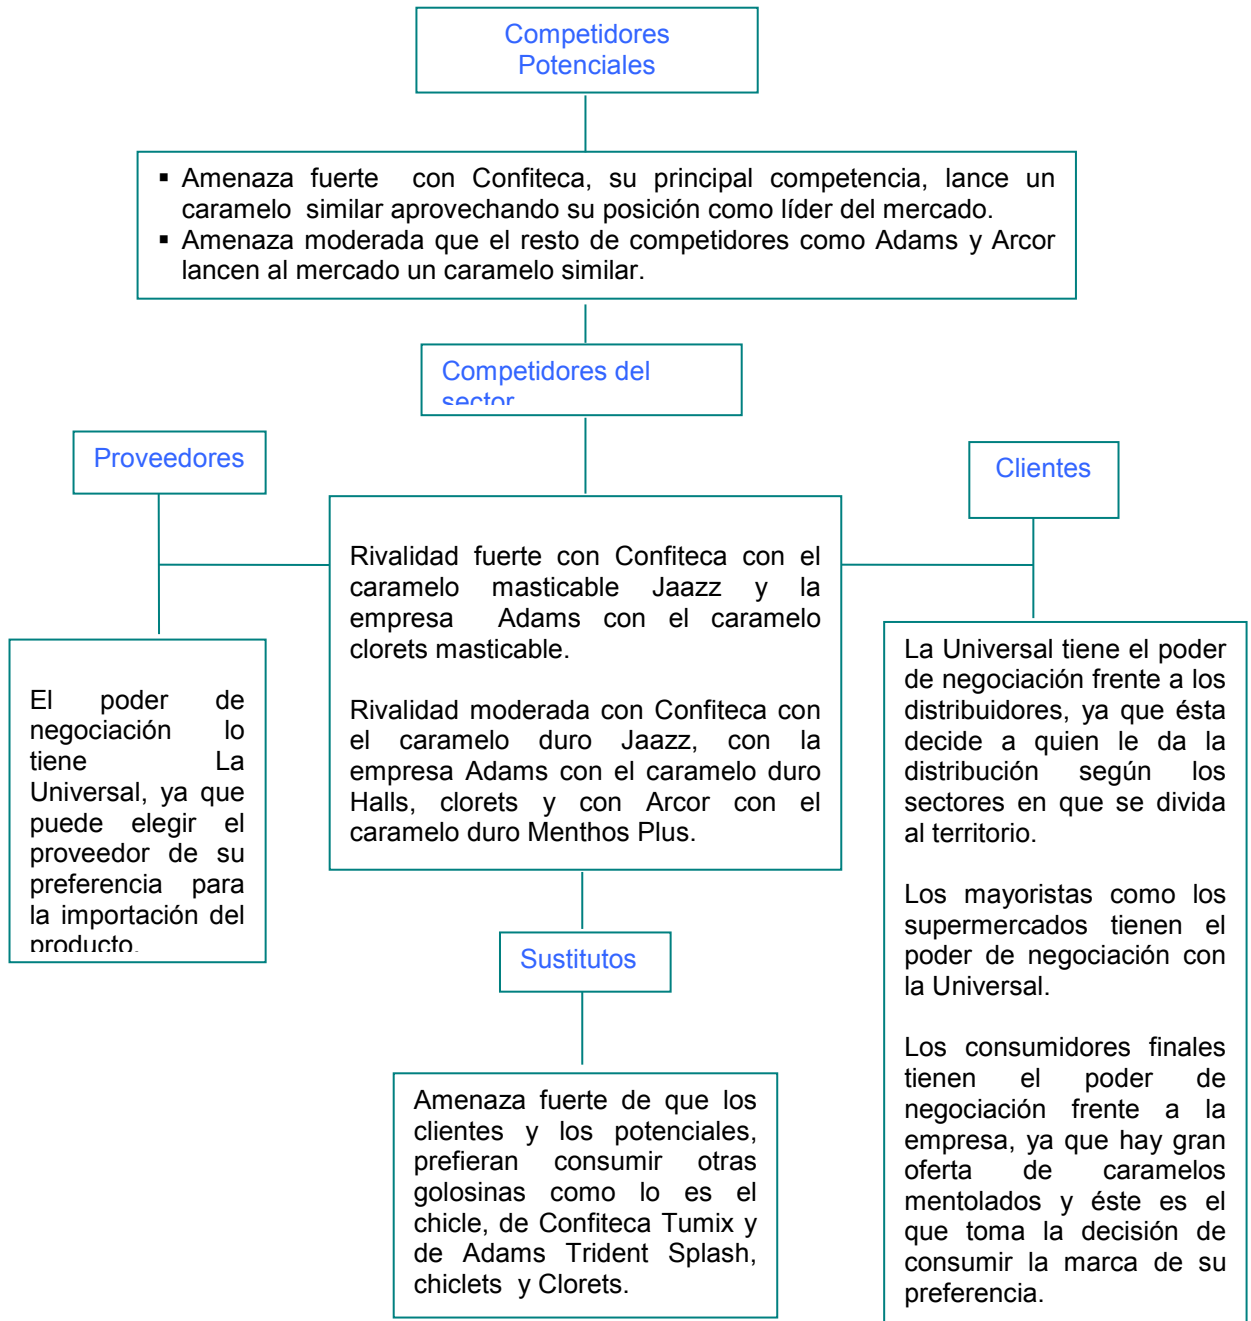 Competidores
Potenciales
▪ Amenaza fuerte con Confiteca, su principal competencia, lance un
caramelo similar aprovechando su posición como líder del mercado.
▪ Amenaza moderada que el resto de competidores como Adams y Arcor
lancen al mercado un caramelo similar.
Competidores del
sector
Proveedores
Clientes
Rivalidad fuerte con Confiteca con el
caramelo masticable Jaazz y la
empresa Adams con el caramelo
clorets masticable.
Rivalidad moderada con Confiteca con
el caramelo duro Jaazz, con la
empresa Adams con el caramelo duro
Halls, clorets y con Arcor con el
caramelo duro Menthos Plus.
El poder de
negociación lo
tiene La
Universal, ya que
puede elegir el
proveedor de su
preferencia para
la importación del
producto.
La Universal tiene el poder
de negociación frente a los
distribuidores, ya que ésta
decide a quien le da la
distribución según los
sectores en que se divida
al territorio.
Los mayoristas como los
supermercados tienen el
poder de negociación con
la Universal.
Los consumidores finales
tienen el poder de
negociación frente a la
empresa, ya que hay gran
oferta de caramelos
mentolados y éste es el
que toma la decisión de
consumir la marca de su
preferencia.
Sustitutos
Amenaza fuerte de que los
clientes y los potenciales,
prefieran consumir otras
golosinas como lo es el
chicle, de Confiteca Tumix y
de Adams Trident Splash,
chiclets y Clorets.